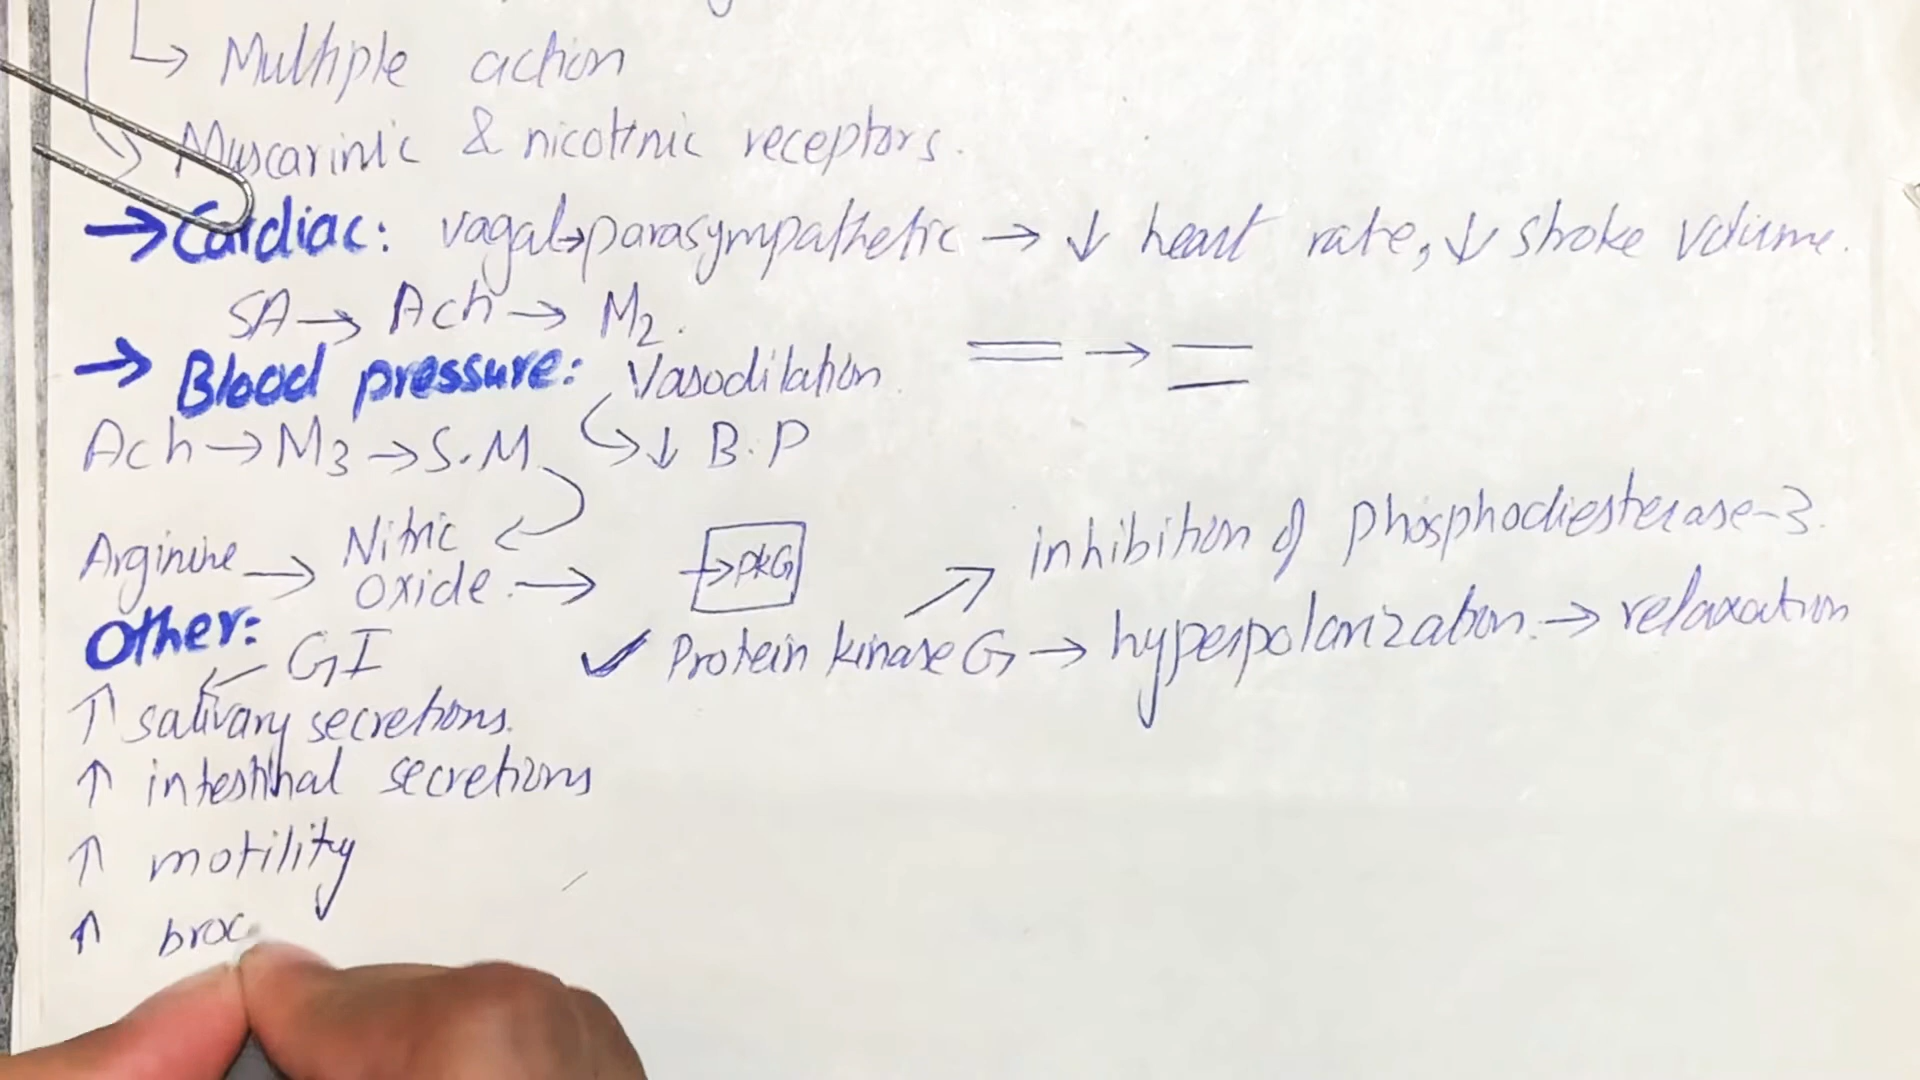 ↳ Multiple action
→ Muscarinic & nicotinic receptors.
→ Cardiac: vagal→parasympathetic → ↓ heart rate, ↓ stroke volume.
SA → Ach → M2.
→ Blood pressure: Vasodilation. = → =
Ach → M3 → S.M ↓ B.P
Arginine → Nitric oxide. → →PKG inhibition of phosphodiesterase-3.
✓ Protein kinase G → hyperpolarization. → relaxation
Other: GI
↑ salivary secretions.
↑ intestinal secretions
↑ motility
↑ broc